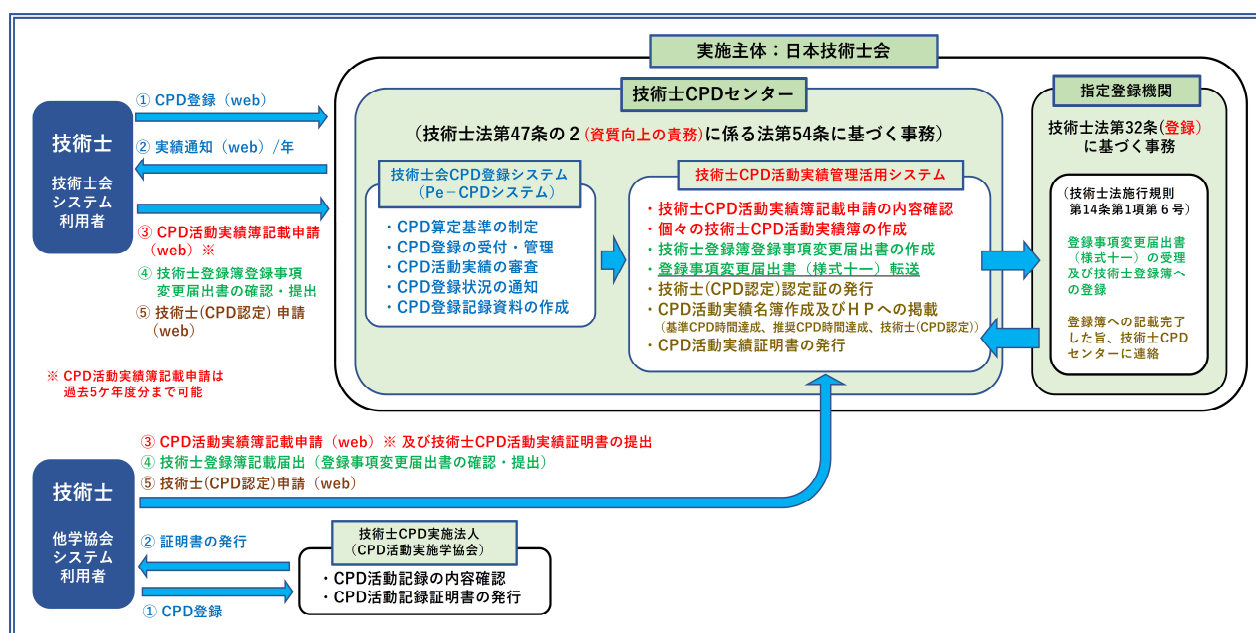 実施主体：日本技術士会
技術士CPDセンター
（技術士法第47条の２(資質向上の責務)に係る法第54条に基づく事務）
指定登録機関
技術士法第32条(登録)
に基づく事務
技術士
技術士会
システム
利用者
① CPD登録（web）
② 実績通知（web）/年
③ CPD活動実績簿記載申請
（web）※
④ 技術士登録簿登録事項
変更届出書の確認・提出
⑤ 技術士(CPD認定) 申請
（web）
※ CPD活動実績簿記載申請は
過去5ケ年度分まで可能
技術士会CPD登録システム
（Pe－CPDシステム）
・CPD算定基準の制定
・CPD登録の受付・管理
・CPD活動実績の審査
・CPD登録状況の通知
・CPD登録記録資料の作成
技術士CPD活動実績管理活用システム
・技術士CPD活動実績簿記載申請の内容確認
・個々の技術士CPD活動実績簿の作成
・技術士登録簿登録事項変更届出書の作成
・登録事項変更届出書（様式十一）転送
・技術士(CPD認定)認定証の発行
・CPD活動実績名簿作成及びＨＰへの掲載
（基準CPD時間達成、推奨CPD時間達成、技術士(CPD認定)）
・CPD活動実績証明書の発行
（技術士法施行規則
第14条第1項第６号）
登録事項変更届出書
（様式十一）の受理
及び技術士登録簿へ
の登録
登録簿への記載完了
した旨、技術士CPD
センターに連絡
技術士
他学協会
システム
利用者
③ CPD活動実績簿記載申請（web）※ 及び技術士CPD活動実績証明書の提出
④ 技術士登録簿記載届出（登録事項変更届出書の確認・提出）
⑤ 技術士(CPD認定)申請（web）
② 証明書の発行
① CPD登録
技術士CPD実施法人
（CPD活動実施学協会）
・CPD活動記録の内容確認
・CPD活動記録証明書の発行